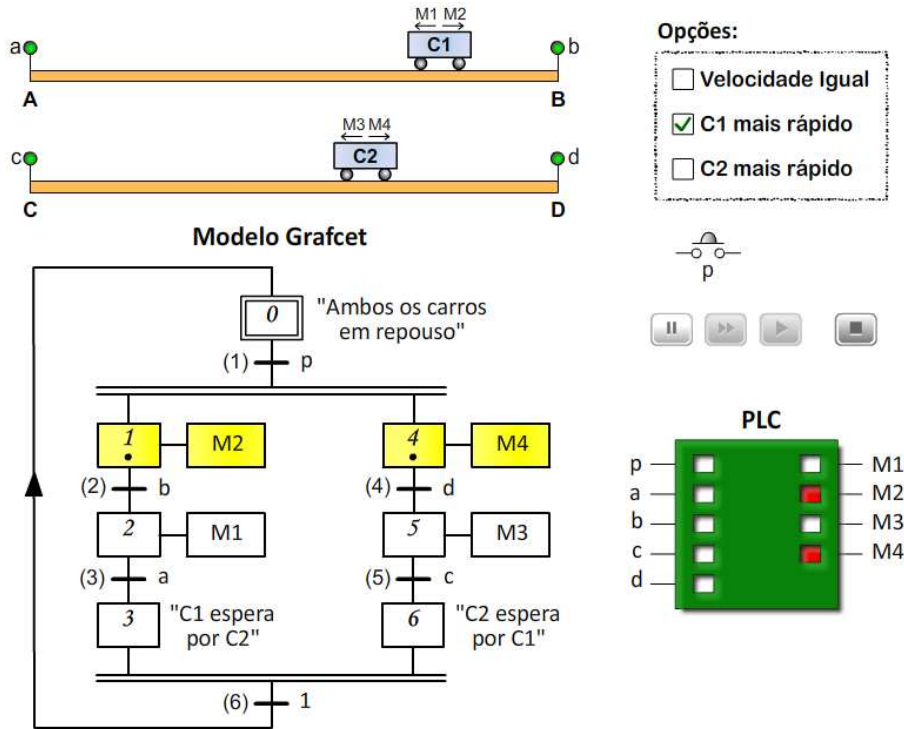 M1 M2
a C1 b
A B
M3 M4
c C2 d
C D
Opções:
Velocidade Igual
C1 mais rápido
C2 mais rápido
p
Modelo Grafcet
0 "Ambos os carros
em repouso"
(1) p
1 M2 4 M4
(2) b (4) d
2 M1 5 M3
(3) a (5) c
3 "C1 espera
por C2"
6 "C2 espera
por C1"
(6) 1
PLC
p M1
a M2
b M3
c M4
d